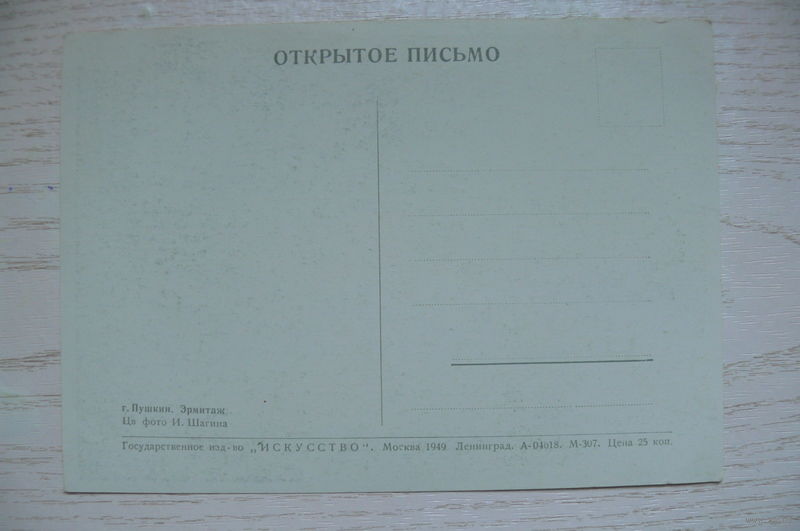 ОТКРЫТОЕ ПИСЬМО
г. Пушкин. Эрмитаж
Цв фото И. Шагина
Государственное изд-во „ИСКУССТВО". Москва 1949. Ленинград. А-04018. М-307. Цена 25 коп.